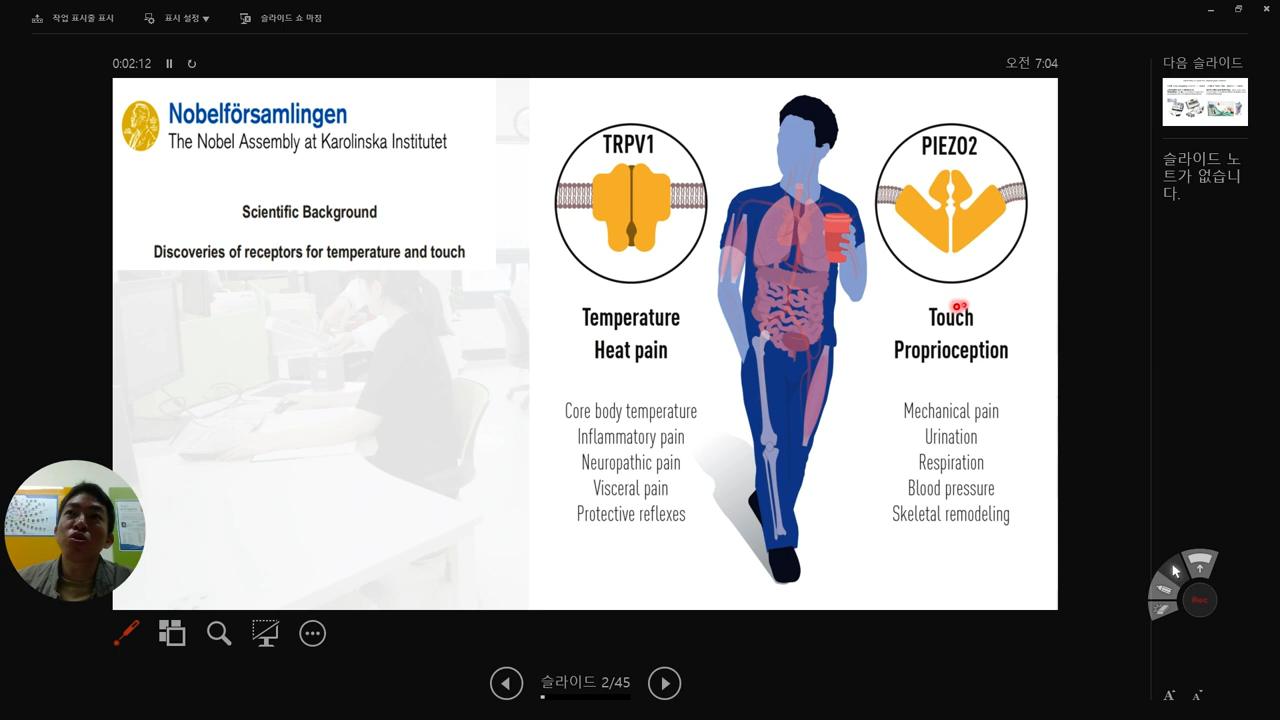 작업 표시줄 표시
표시 설정 ▼
슬라이드 쇼 마침
0:02:12
오전 7:04
다음 슬라이드
Nobelförsamlingen
The Nobel Assembly at Karolinska Institutet
Scientific Background
Discoveries of receptors for temperature and touch
TRPV1
Temperature
Heat pain
Core body temperature
Inflammatory pain
Neuropathic pain
Visceral pain
Protective reflexes
PIEZO2
Touch
Proprioception
Mechanical pain
Urination
Respiration
Blood pressure
Skeletal remodeling
슬라이드 노
트가 없습니
다.
Rec
슬라이드 2/45
A A